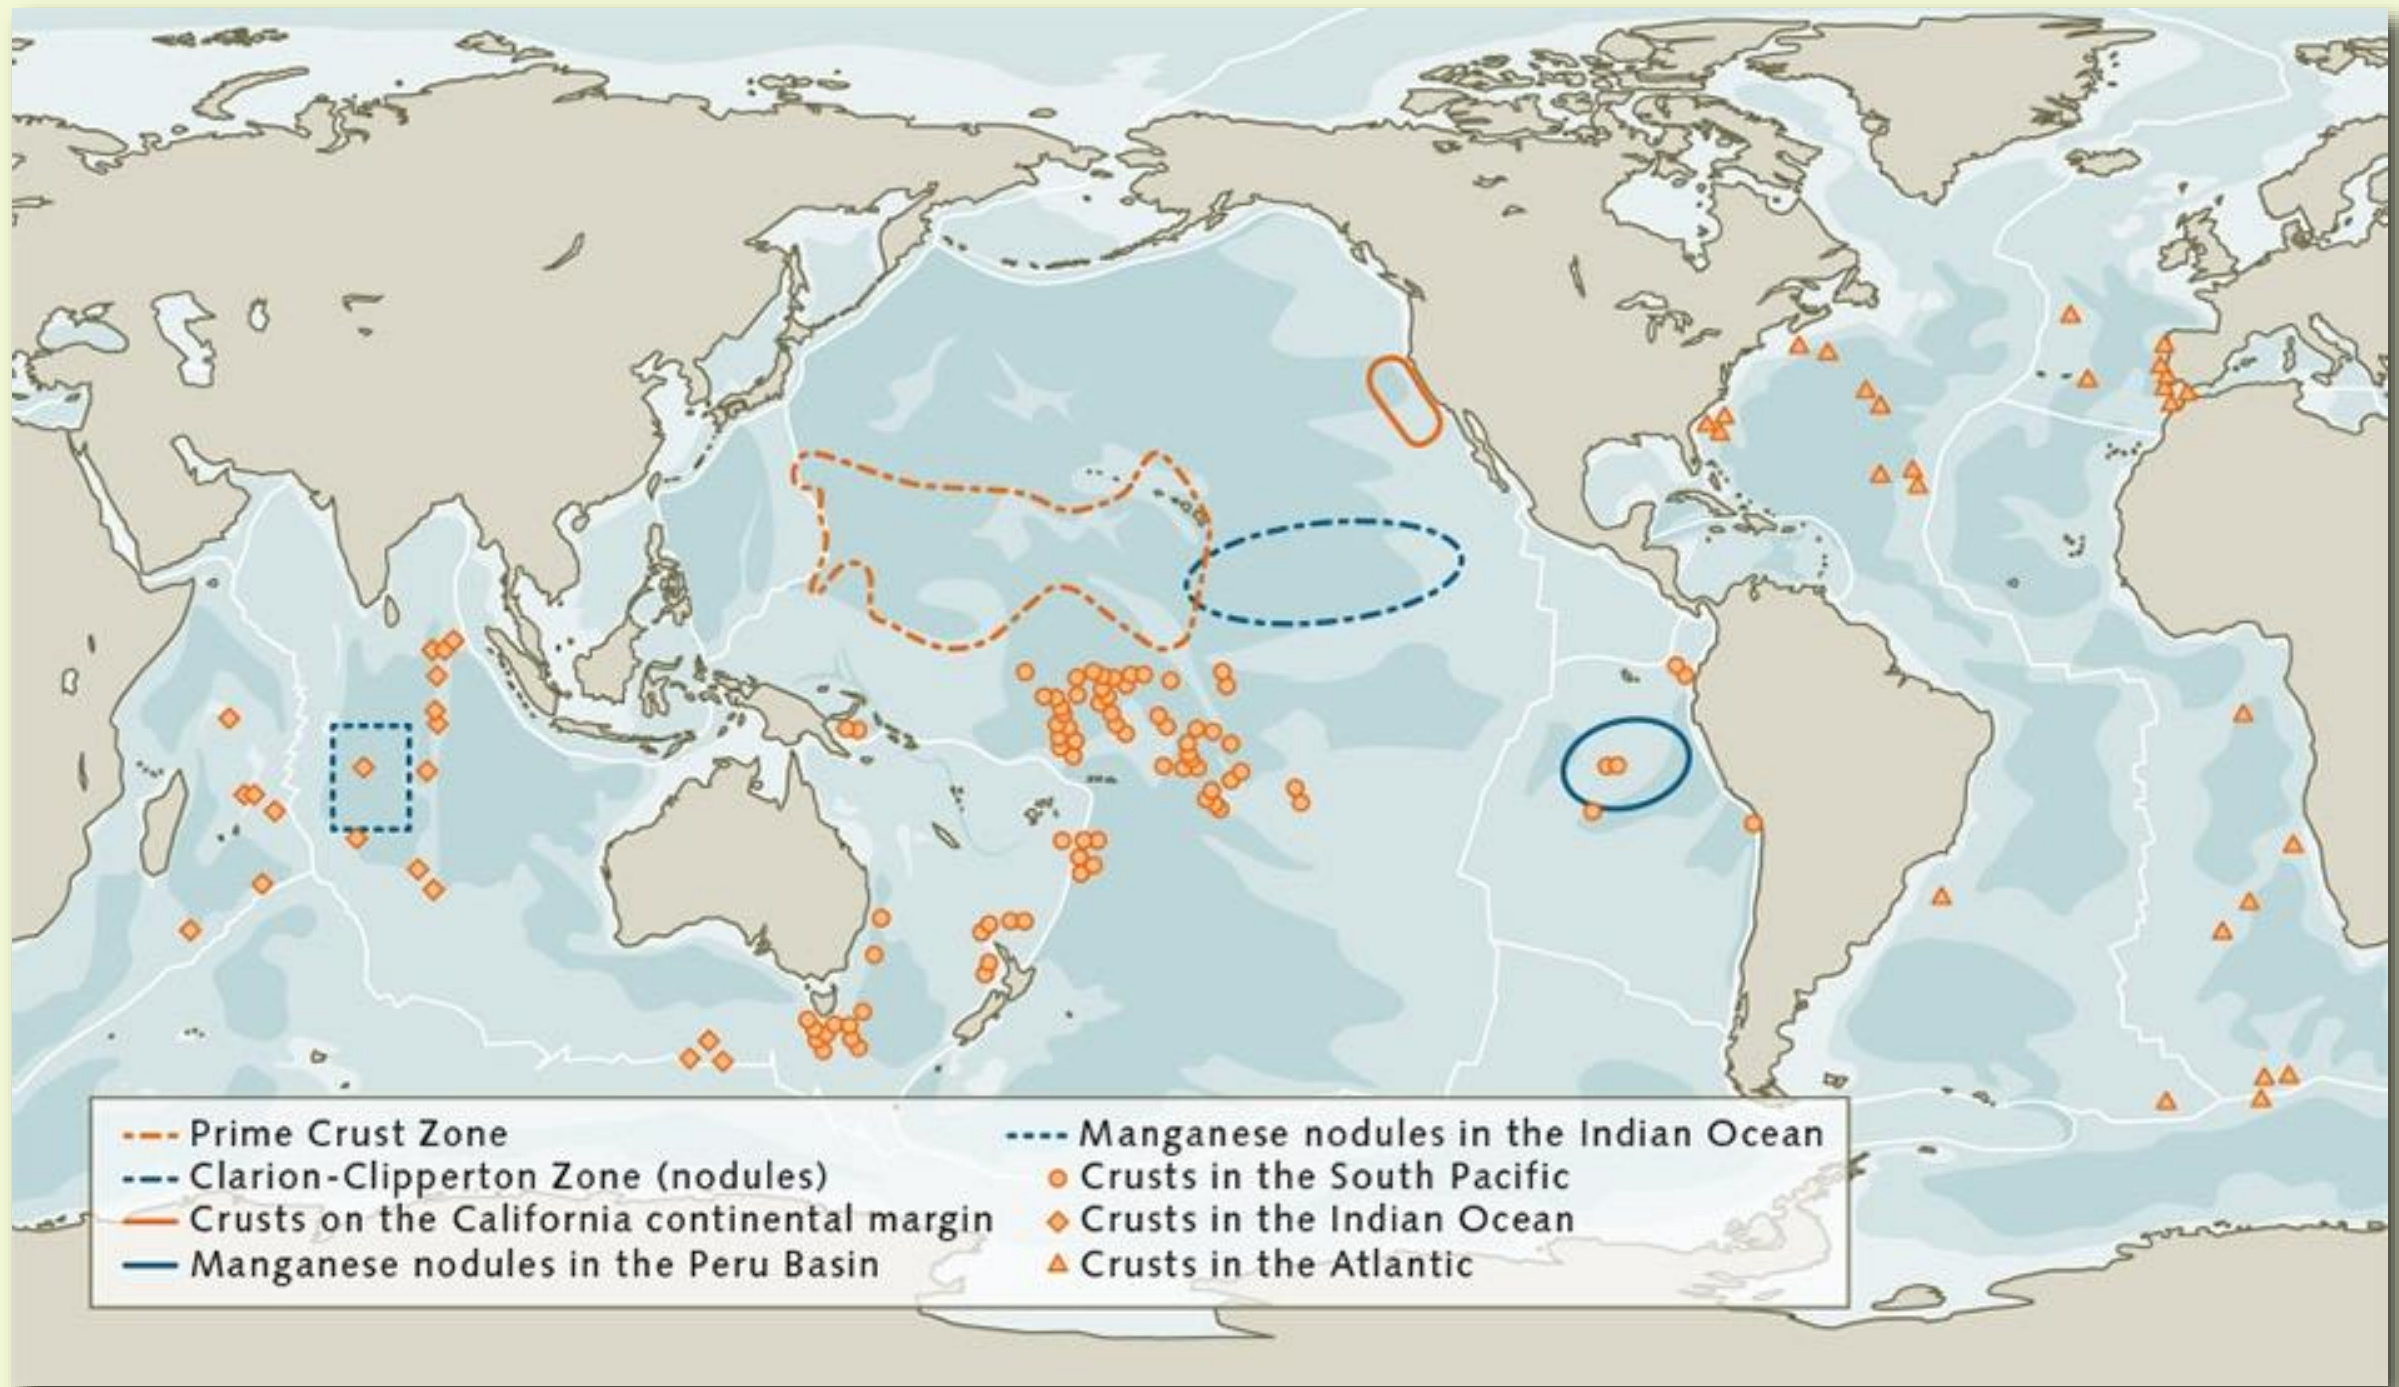 Prime Crust Zone
Clarion-Clipperton Zone (nodules)
Crusts on the California continental margin
Manganese nodules in the Peru Basin
Manganese nodules in the Indian Ocean
Crusts in the South Pacific
Crusts in the Indian Ocean
Crusts in the Atlantic